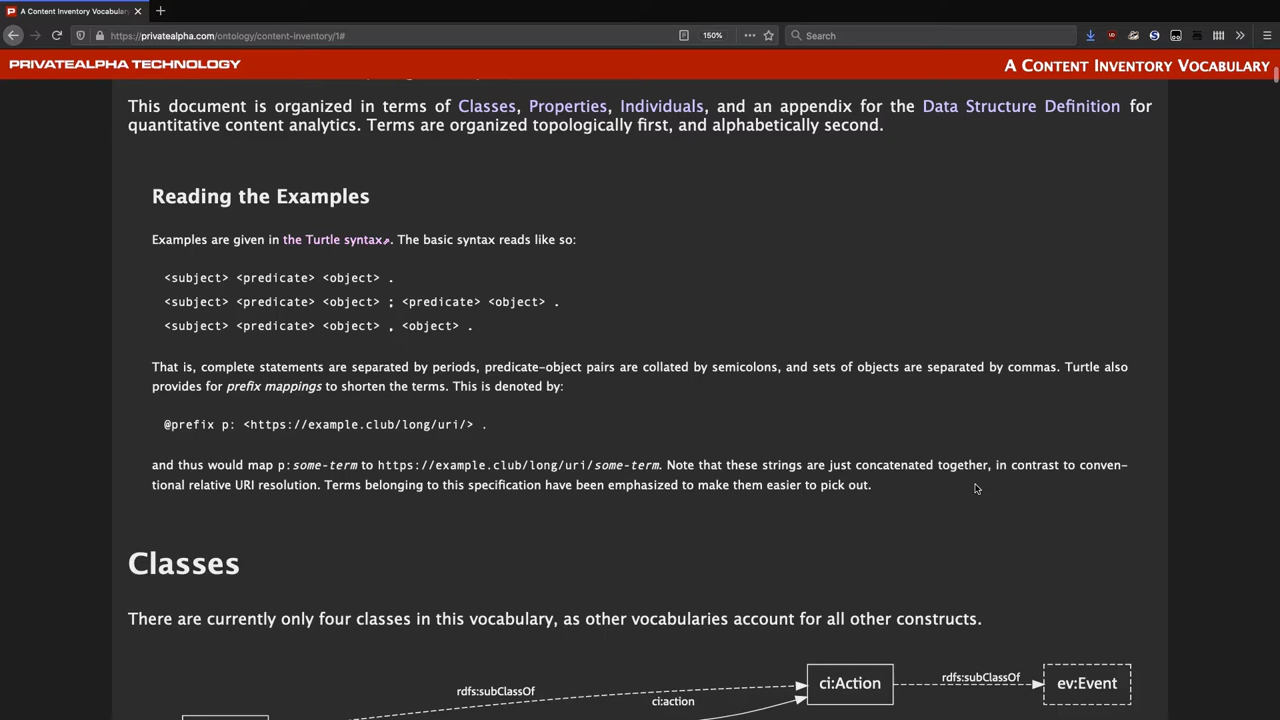 A Content Inventory Vocabulary
https://privatealpha.com/ontology/content-inventory/1#
150%
Search
PRIVATEALPHA TECHNOLOGY
A CONTENT INVENTORY VOCABULARY
This document is organized in terms of Classes, Properties, Individuals, and an appendix for the Data Structure Definition for
quantitative content analytics. Terms are organized topologically first, and alphabetically second.
Reading the Examples
Examples are given in the Turtle syntax. The basic syntax reads like so:
<subject> <predicate> <object> .
<subject> <predicate> <object> ; <predicate> <object> .
<subject> <predicate> <object> , <object> .
That is, complete statements are separated by periods, predicate-object pairs are collated by semicolons, and sets of objects are separated by commas. Turtle also
provides for prefix mappings to shorten the terms. This is denoted by:
@prefix p: <https://example.club/long/uri/> .
and thus would map p:some-term to https://example.club/long/uri/some-term. Note that these strings are just concatenated together, in contrast to conven-
tional relative URI resolution. Terms belonging to this specification have been emphasized to make them easier to pick out.
Classes
There are currently only four classes in this vocabulary, as other vocabularies account for all other constructs.
ci:Action
rdfs:subClassOf
ev:Event
rdfs:subClassOf
ci:action